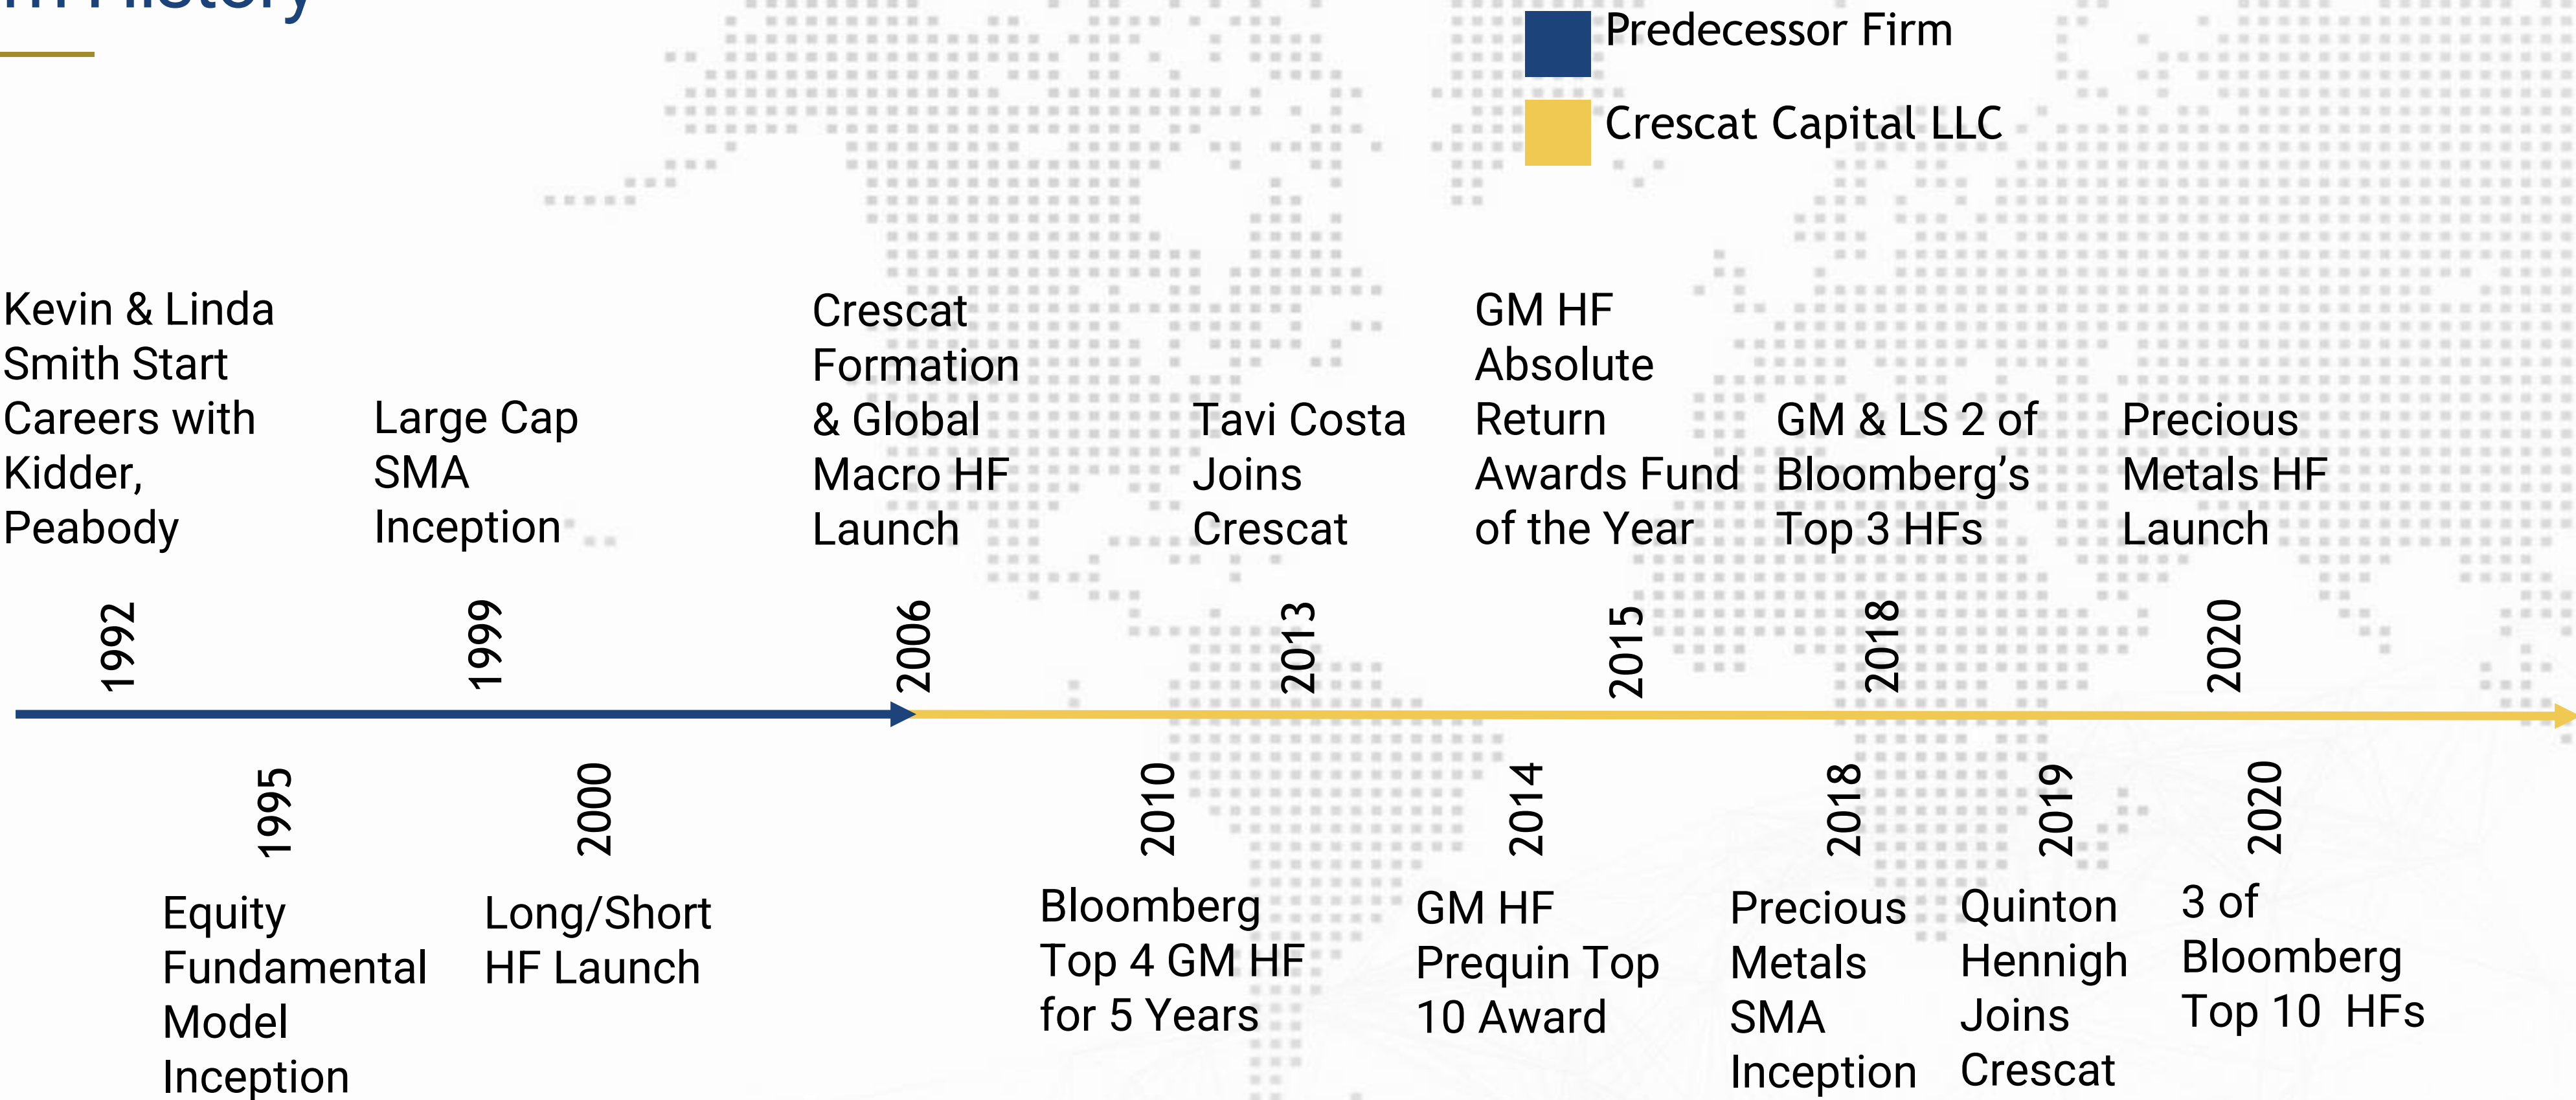 History
Predecessor Firm
Crescat Capital LLC
Kevin & Linda
Smith Start
Careers with
Kidder,
Peabody
Large Cap
SMA
Inception
Crescat
Formation
& Global
Macro HF
Launch
Tavi Costa
Joins
Crescat
GM HF
Absolute
Return
Awards Fund
of the Year
GM & LS 2 of
Bloomberg’s
Top 3 HFs
Precious
Metals HF
Launch
1992
1999
2006
2013
2015
2018
2020
1995
2000
2010
2014
2018
2019
2020
Equity
Fundamental
Model
Inception
Long/Short
HF Launch
Bloomberg
Top 4 GM HF
for 5 Years
GM HF
Prequin Top
10 Award
Precious
Metals
SMA
Inception
Quinton
Hennigh
Joins
Crescat
3 of
Bloomberg
Top 10 HFs